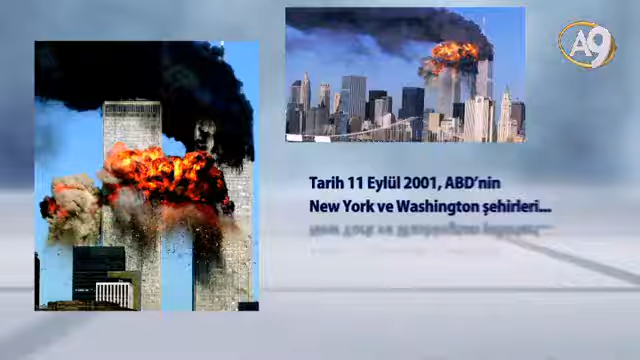 A9
Tarih 11 Eylül 2001, ABD'nin
New York ve Washington şehirleri...